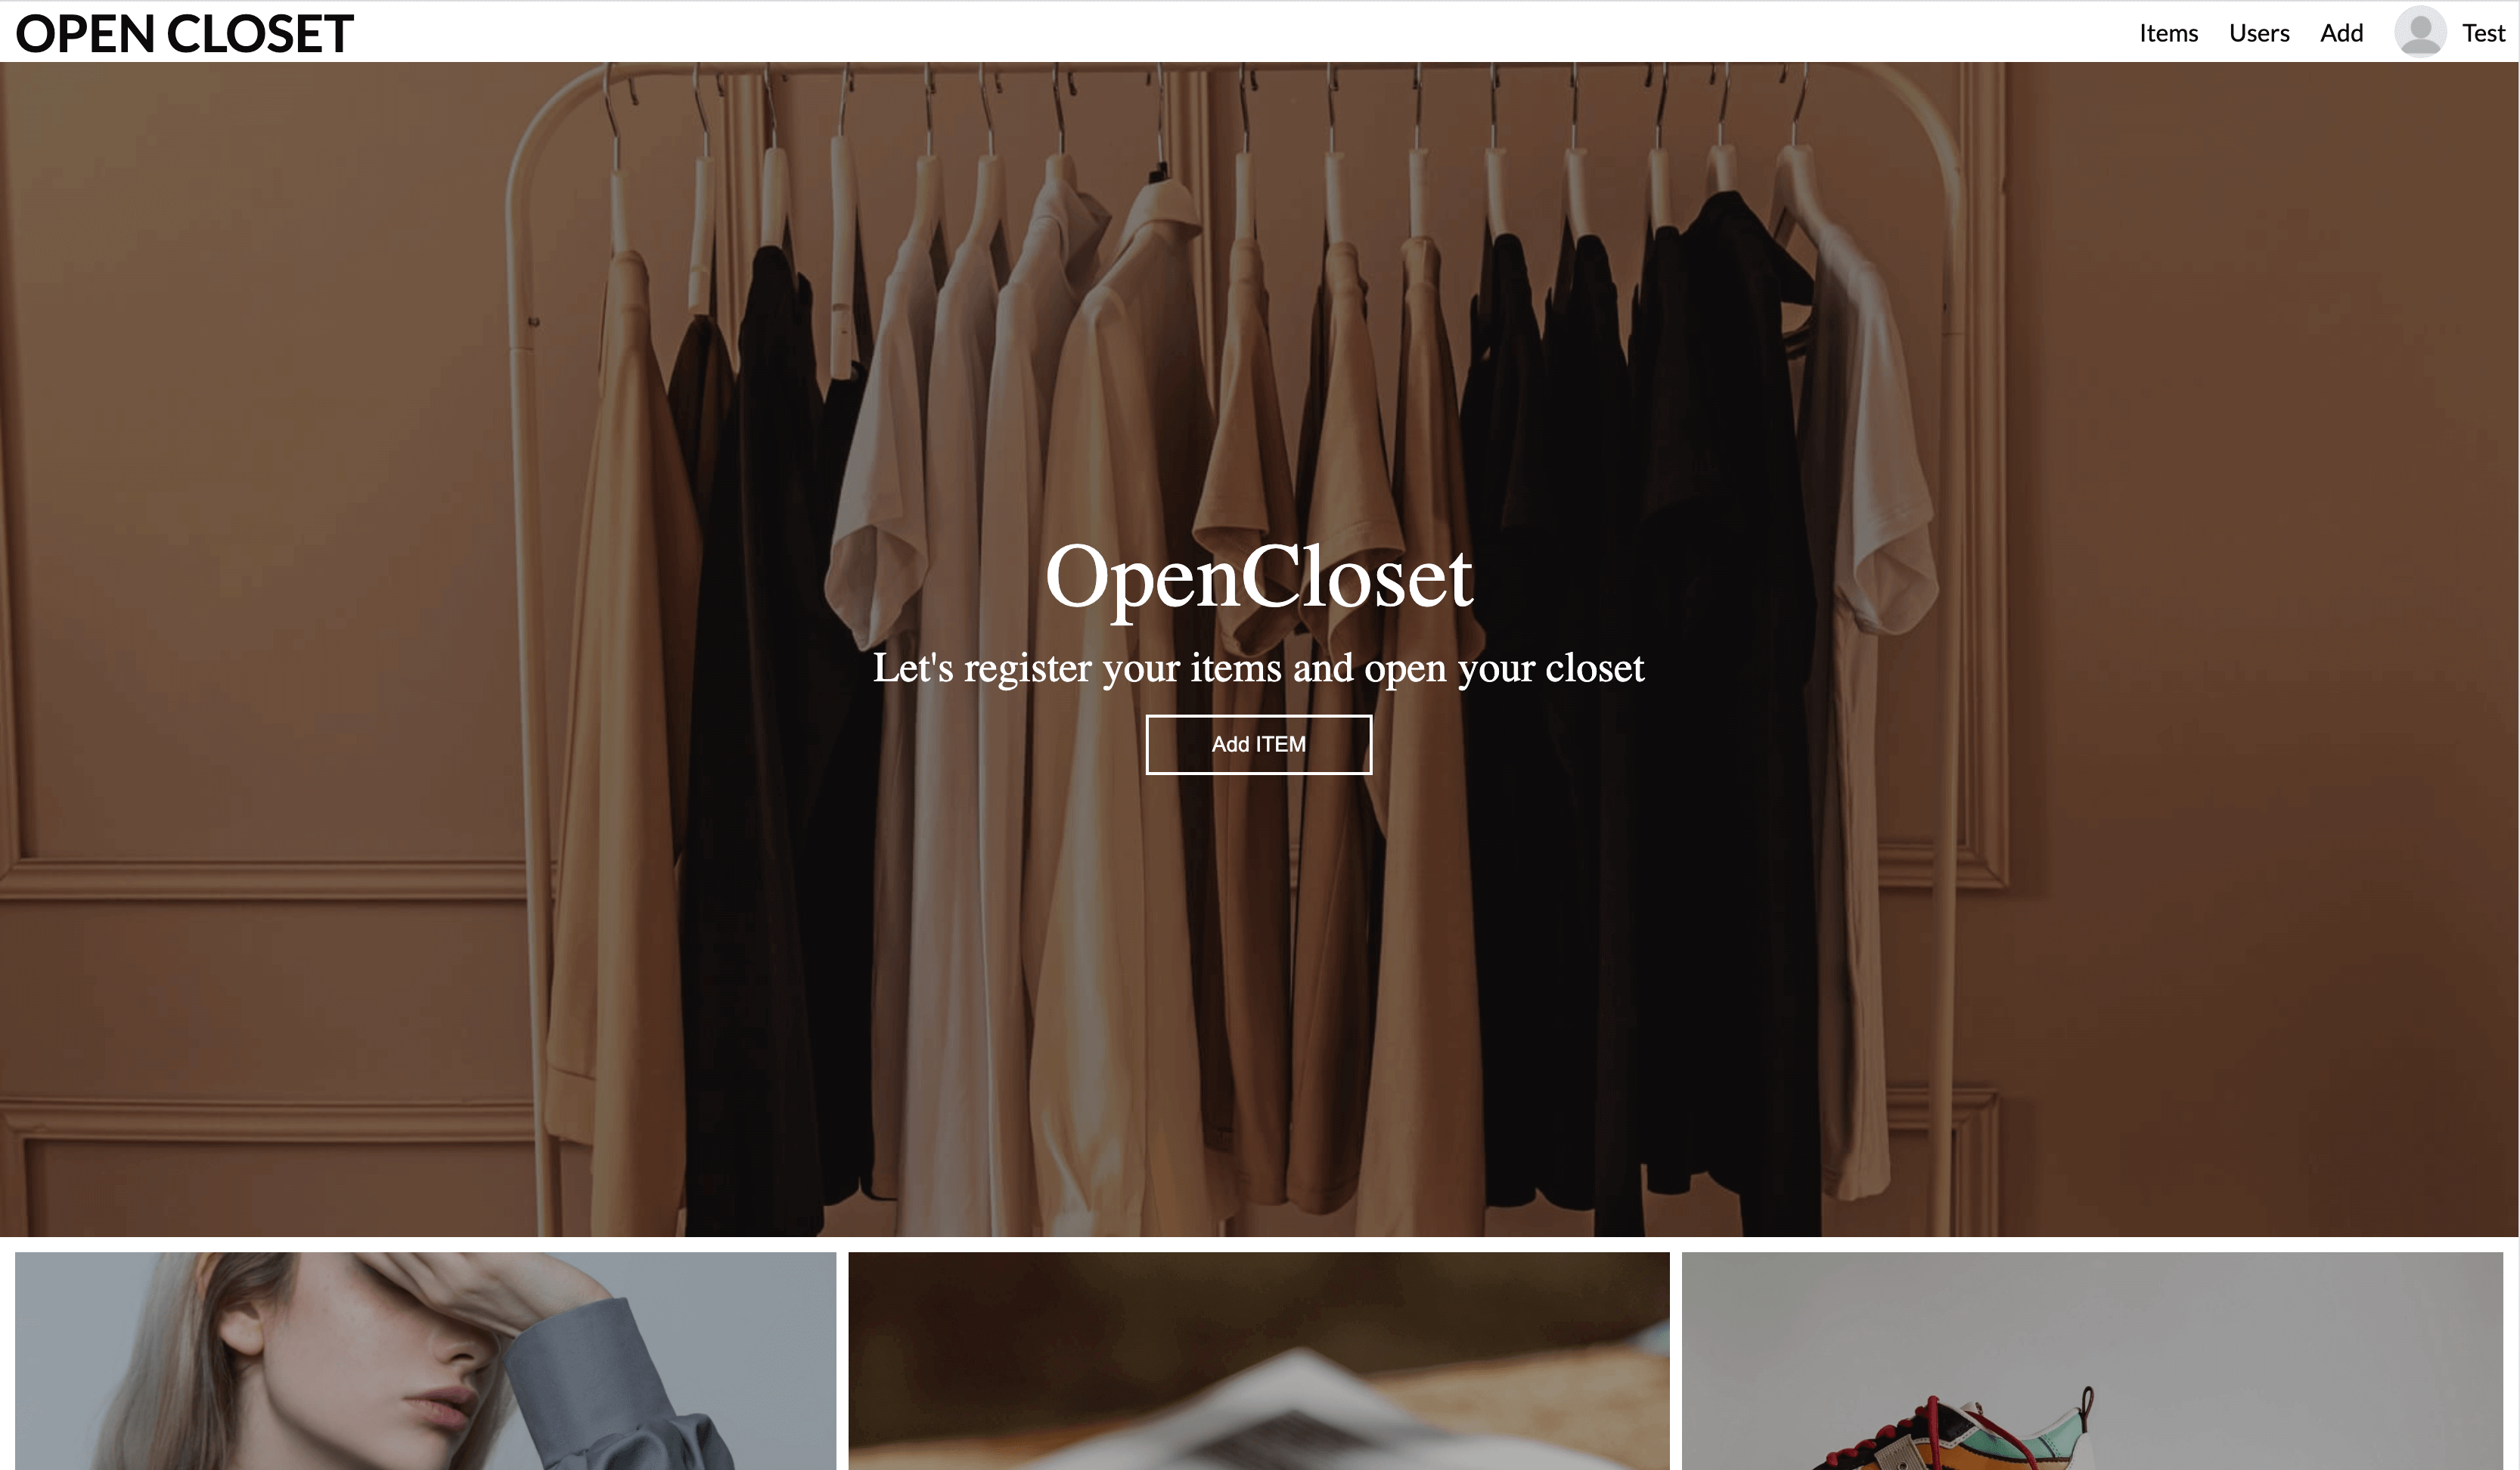 OPEN CLOSET
Items Users Add Test
OpenCloset
Let's register your items and open your closet
Add ITEM